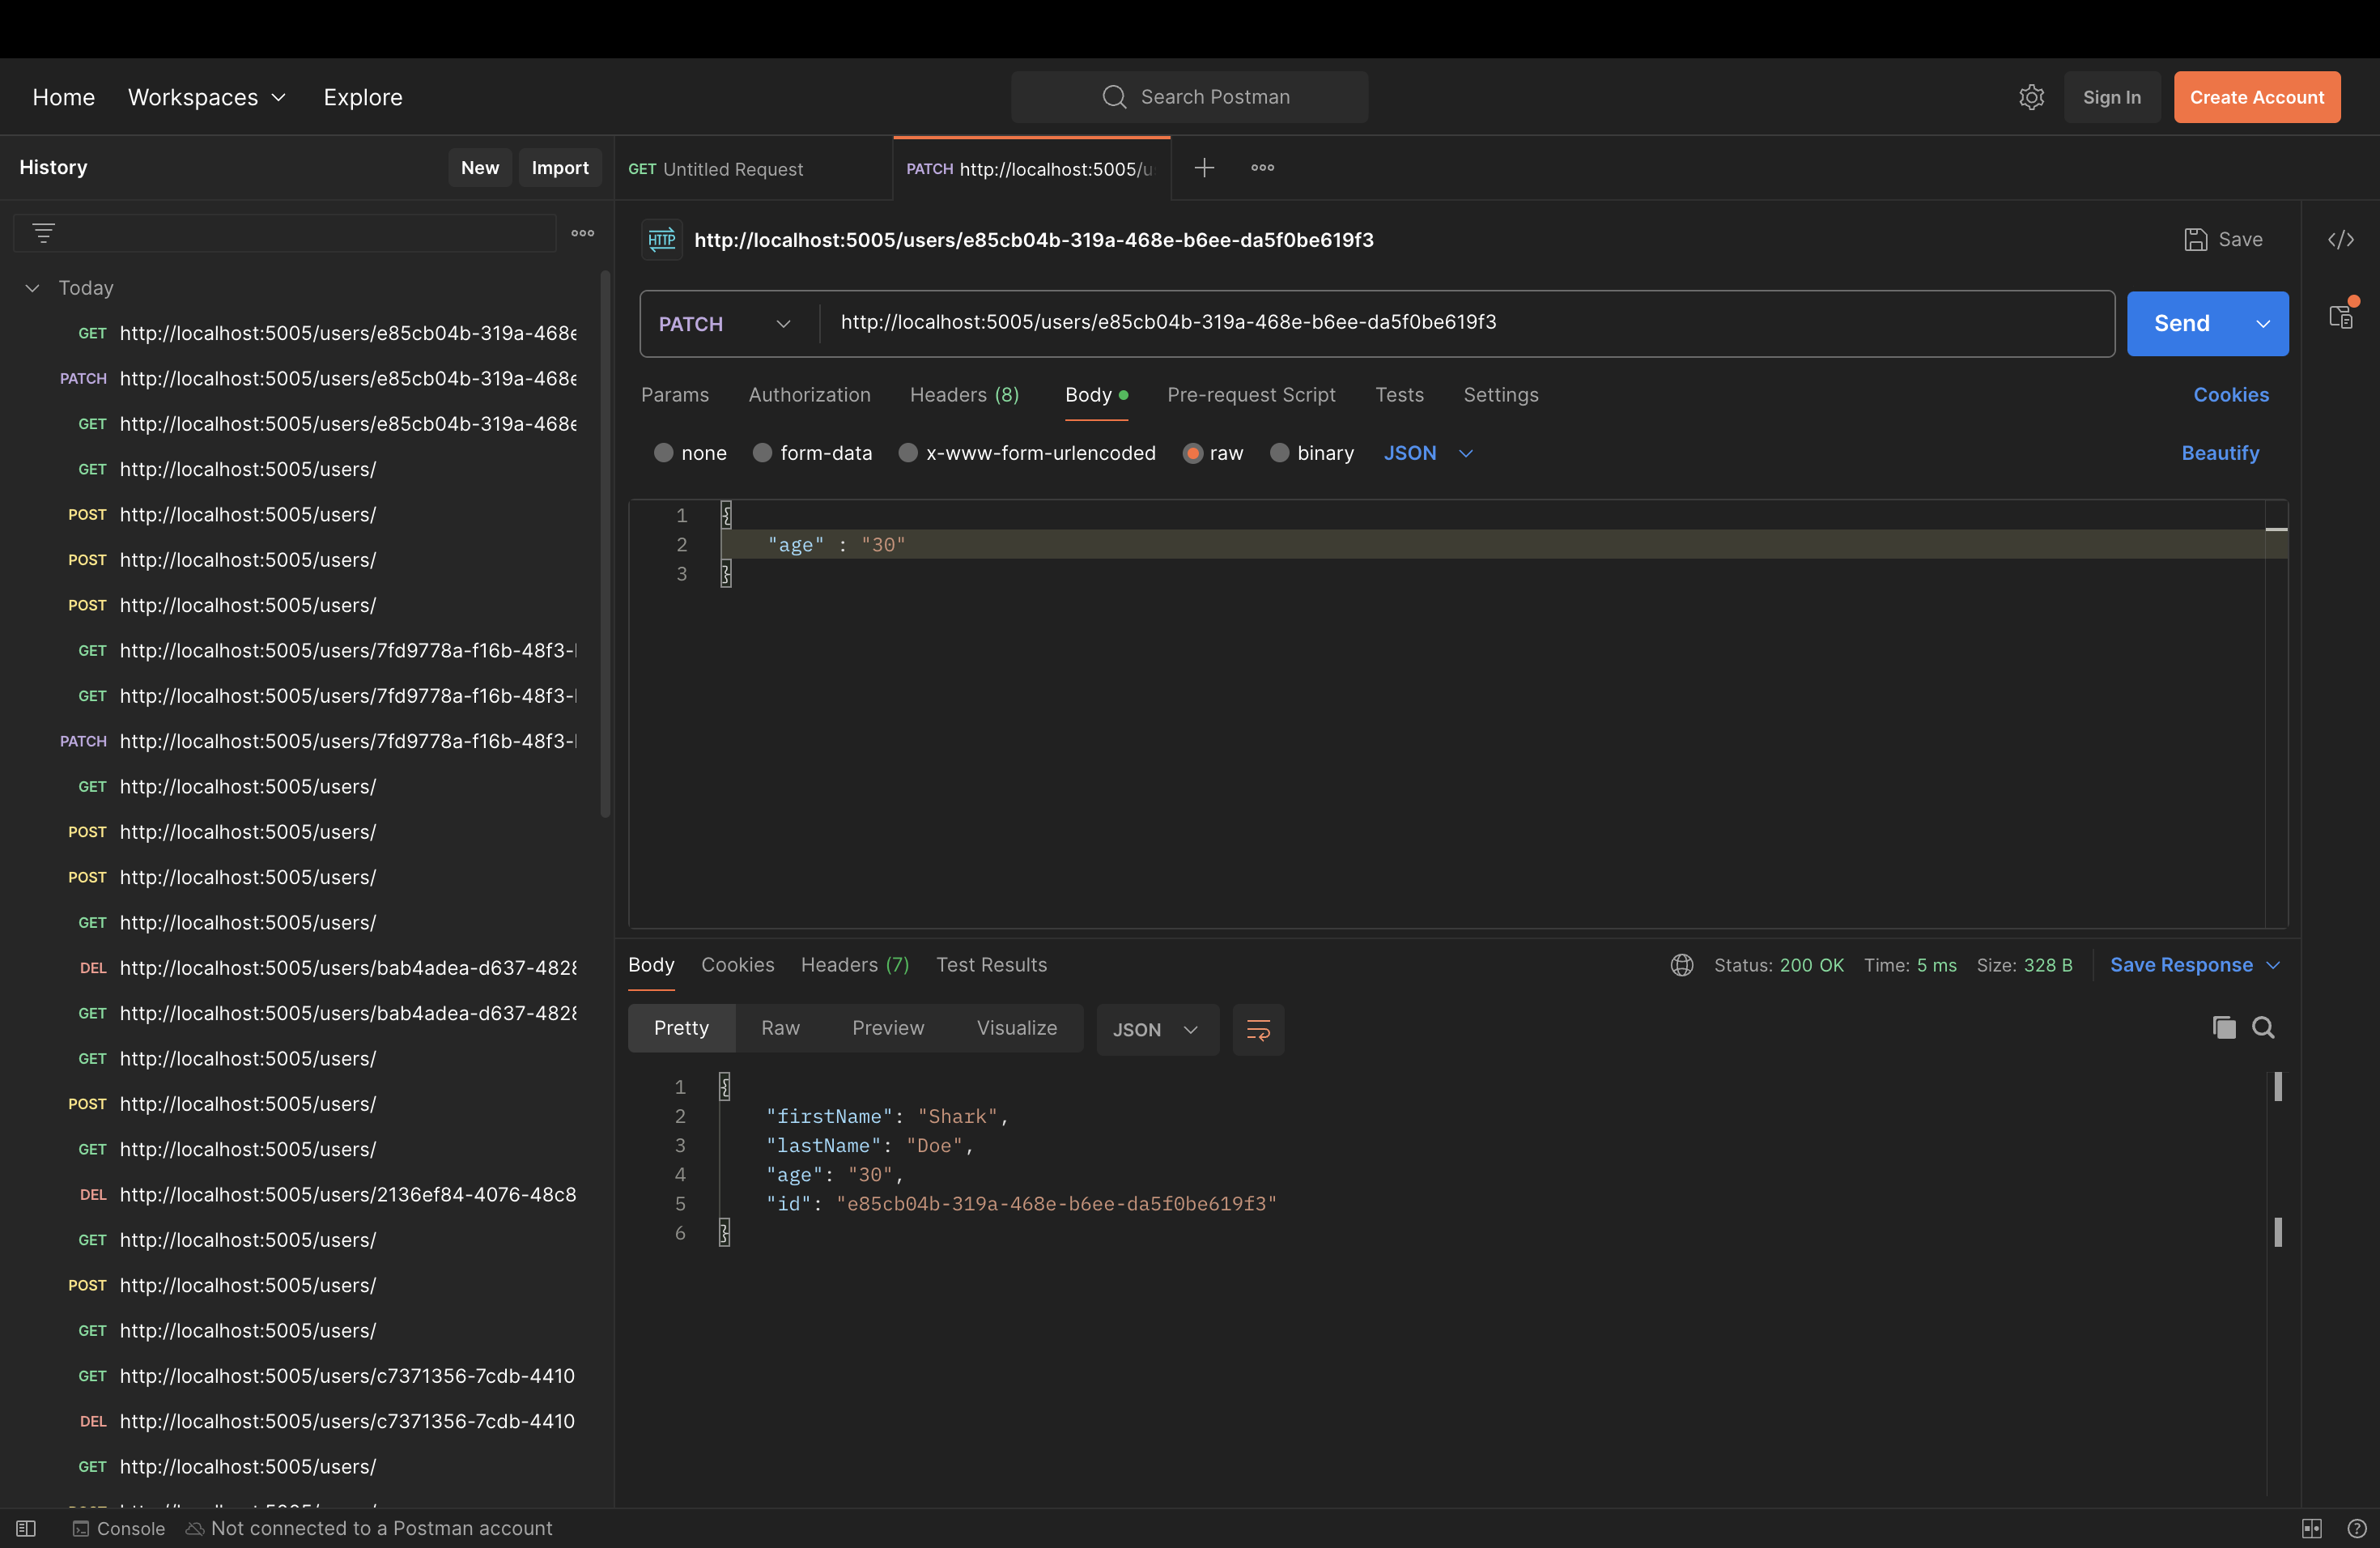 Home Workspaces Explore Search Postman Sign In Create Account
History New Import
GET Untitled Request PATCH http://localhost:5005/u
Today
GET http://localhost:5005/users/e85cb04b-319a-468e
PATCH http://localhost:5005/users/e85cb04b-319a-468e
GET http://localhost:5005/users/e85cb04b-319a-468e
GET http://localhost:5005/users/
POST http://localhost:5005/users/
POST http://localhost:5005/users/
POST http://localhost:5005/users/
GET http://localhost:5005/users/7fd9778a-f16b-48f3-
GET http://localhost:5005/users/7fd9778a-f16b-48f3-
PATCH http://localhost:5005/users/7fd9778a-f16b-48f3-
GET http://localhost:5005/users/
POST http://localhost:5005/users/
POST http://localhost:5005/users/
GET http://localhost:5005/users/
DEL http://localhost:5005/users/bab4adea-d637-4828
GET http://localhost:5005/users/bab4adea-d637-4828
GET http://localhost:5005/users/
POST http://localhost:5005/users/
GET http://localhost:5005/users/
DEL http://localhost:5005/users/2136ef84-4076-48c8
GET http://localhost:5005/users/
POST http://localhost:5005/users/
GET http://localhost:5005/users/
GET http://localhost:5005/users/c7371356-7cdb-4410
DEL http://localhost:5005/users/c7371356-7cdb-4410
GET http://localhost:5005/users/
HTTP http://localhost:5005/users/e85cb04b-319a-468e-b6ee-da5f0be619f3 Save
PATCH http://localhost:5005/users/e85cb04b-319a-468e-b6ee-da5f0be619f3 Send
Params Authorization Headers (8) Body Pre-request Script Tests Settings Cookies
none form-data x-www-form-urlencoded raw binary JSON Beautify
1 {
2 "age" : "30"
3 }
Body Cookies Headers (7) Test Results Status: 200 OK Time: 5 ms Size: 328 B Save Response
Pretty Raw Preview Visualize JSON
1 {
2 "firstName": "Shark",
3 "lastName": "Doe",
4 "age": "30",
5 "id": "e85cb04b-319a-468e-b6ee-da5f0be619f3"
6 }
Console Not connected to a Postman account